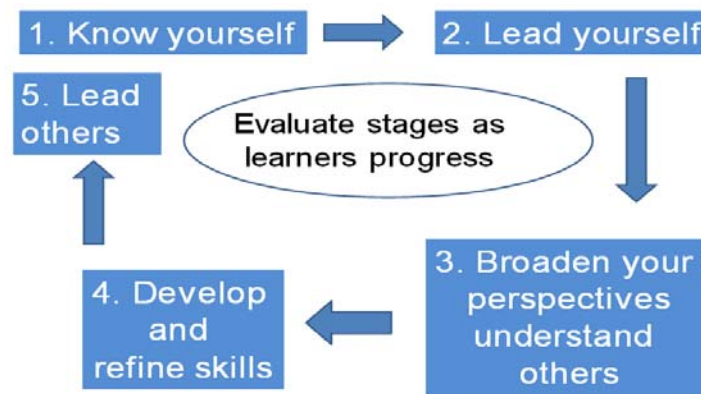 1. Know yourself
2. Lead yourself
5. Lead
others
Evaluate stages as
learners progress
3. Broaden your
perspectives
understand
others
4. Develop
and
refine skills